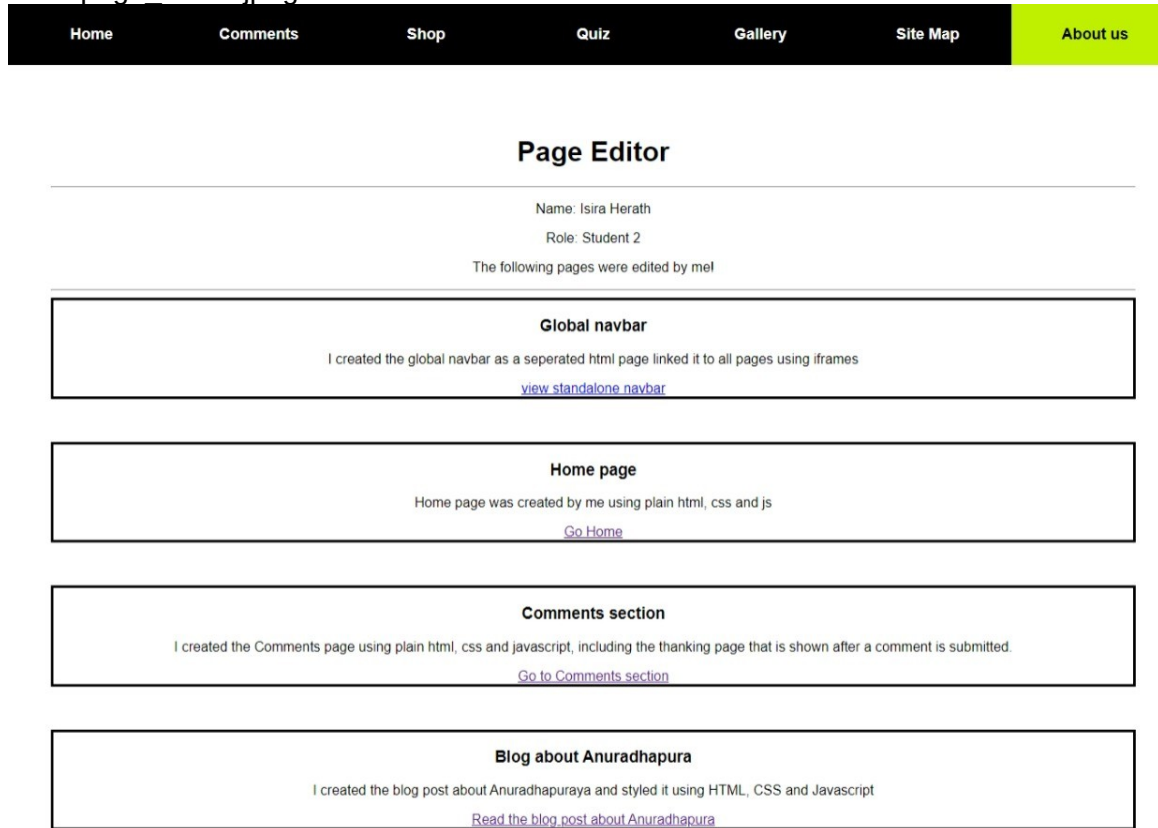 Home Comments Shop Quiz Gallery Site Map About us
Page Editor
Name: Isira Herath
Role: Student 2
The following pages were edited by me!
Global navbar
I created the global navbar as a seperated html page linked it to all pages using iframes
view standalone navbar
Home page
Home page was created by me using plain html, css and js
Go Home
Comments section
I created the Comments page using plain html, css and javascript, including the thanking page that is shown after a comment is submitted.
Go to Comments section
Blog about Anuradhapura
I created the blog post about Anuradhapuraya and styled it using HTML, CSS and Javascript
Read the blog post about Anuradhapura